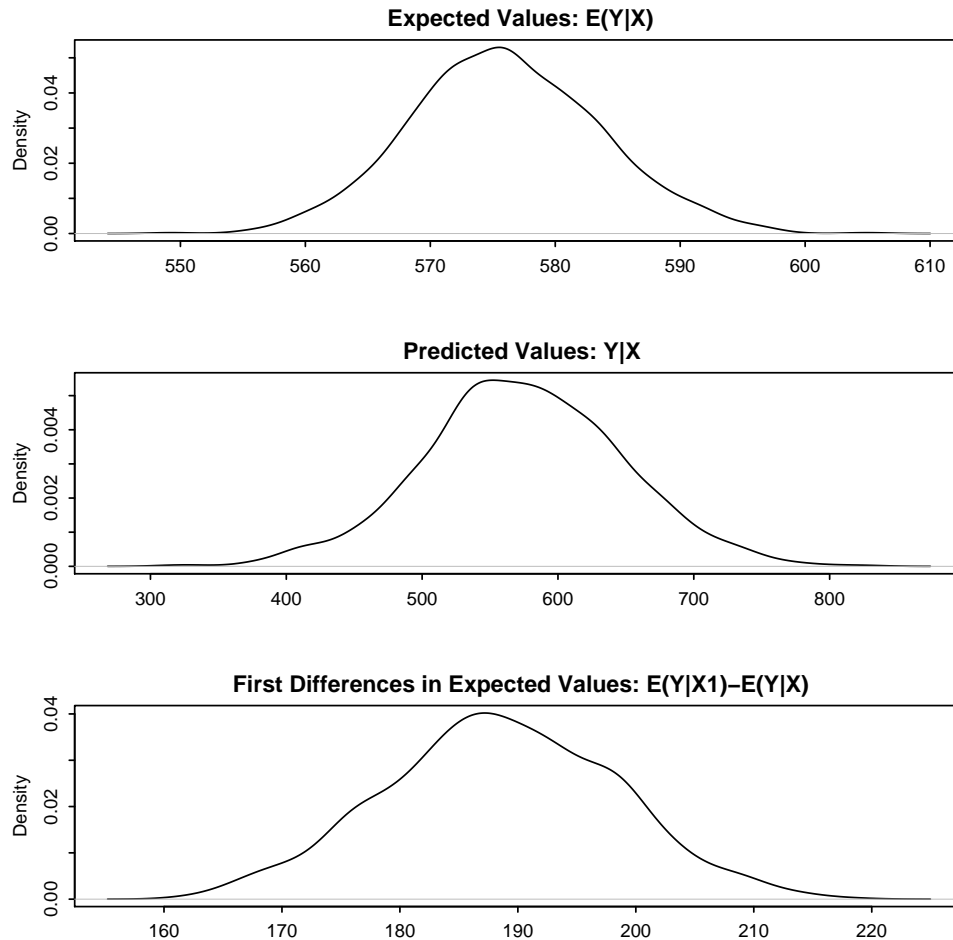 Expected Values: E(Y|X)
Density
0.00 0.02 0.04
550 560 570 580 590 600 610
Predicted Values: Y|X
Density
0.000 0.002 0.004
300 400 500 600 700 800
First Differences in Expected Values: E(Y|X1)−E(Y|X)
Density
0.00 0.02 0.04
160 170 180 190 200 210 220